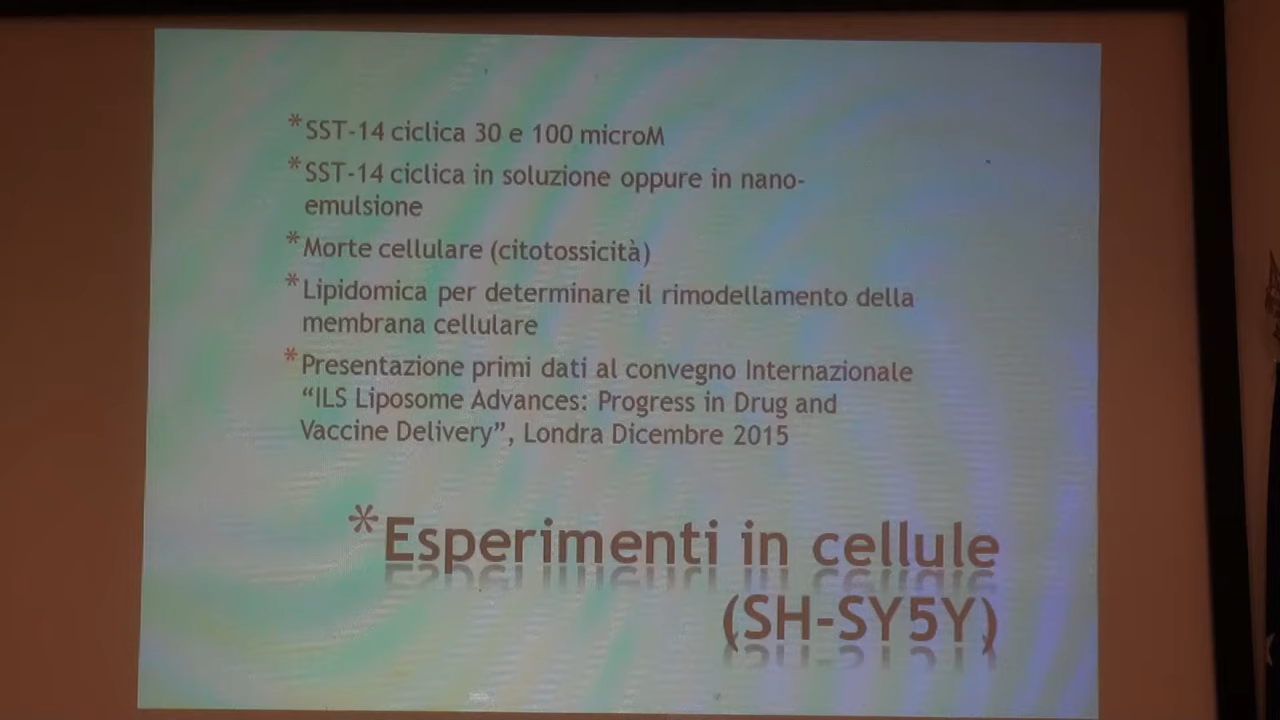 *SST-14 ciclica 30 e 100 microM
*SST-14 ciclica in soluzione oppure in nano-
emulsione
*Morte cellulare (citotossicità)
*Lipidomica per determinare il rimodellamento della
membrana cellulare
*Presentazione primi dati al convegno Internazionale
“ILS Liposome Advances: Progress in Drug and
Vaccine Delivery”, Londra Dicembre 2015
*Esperimenti in cellule
(SH-SY5Y)